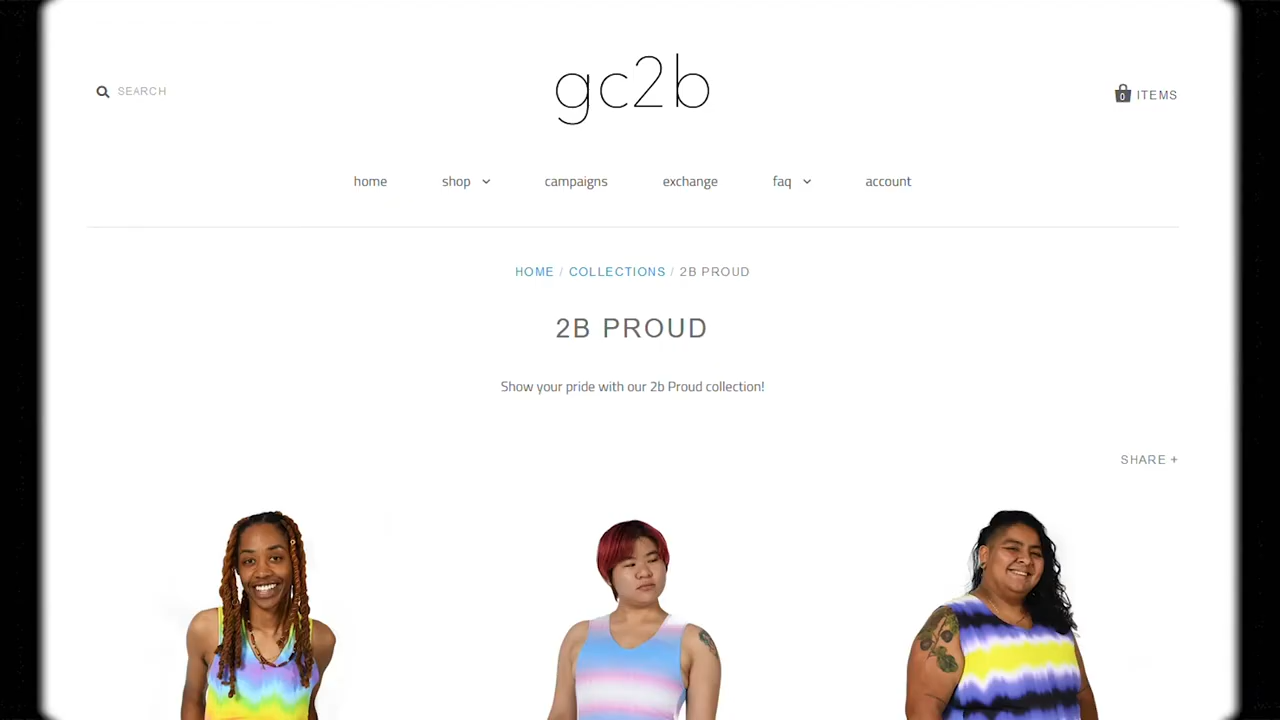 SEARCH
gc2b
0 ITEMS
home shop campaigns exchange faq account
HOME / COLLECTIONS / 2B PROUD
2B PROUD
Show your pride with our 2b Proud collection!
SHARE +